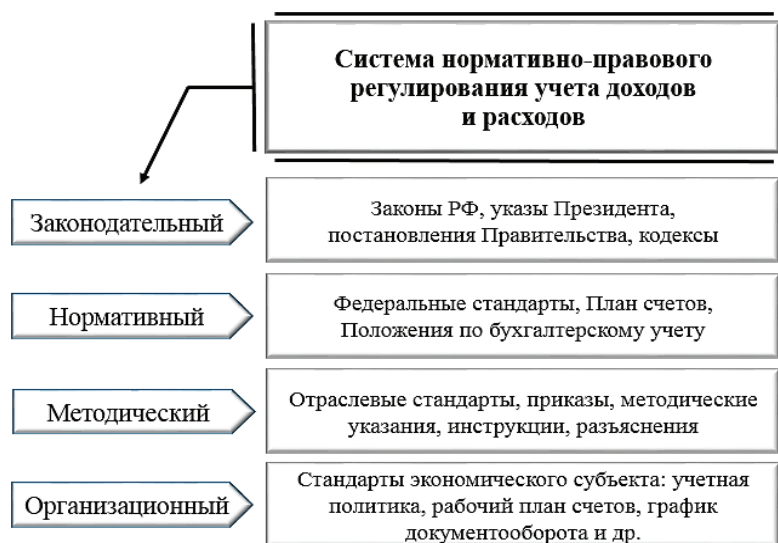 Система нормативно-правового
регулирования учета доходов
и расходов
Законодательный
Законы РФ, указы Президента,
постановления Правительства, кодексы
Нормативный
Федеральные стандарты, План счетов,
Положения по бухгалтерскому учету
Методический
Отраслевые стандарты, приказы, методические
указания, инструкции, разъяснения
Организационный
Стандарты экономического субъекта: учетная
политика, рабочий план счетов, график
документооборота и др.